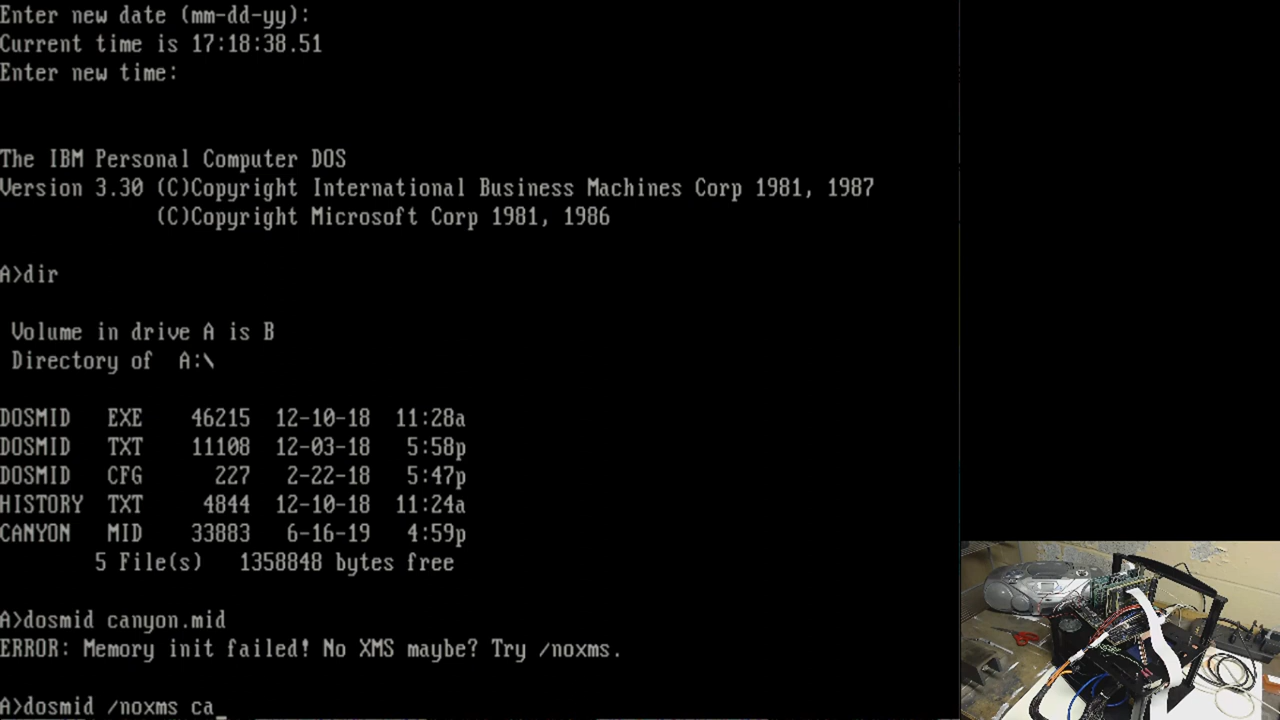 Enter new date (mm-dd-yy):
Current time is 17:18:38.51
Enter new time:
The IBM Personal Computer DOS
Version 3.30 (C)Copyright International Business Machines Corp 1981, 1987
(C)Copyright Microsoft Corp 1981, 1986
A>dir
Volume in drive A is B
Directory of A:\
DOSMID EXE 46215 12-10-18 11:28a
DOSMID TXT 11108 12-03-18 5:58p
DOSMID CFG 227 2-22-18 5:47p
HISTORY TXT 4844 12-10-18 11:24a
CANYON MID 33883 6-16-19 4:59p
5 File(s) 1358848 bytes free
A>dosmid canyon.mid
ERROR: Memory init failed! No XMS maybe? Try /noxms.
A>dosmid /noxms ca_